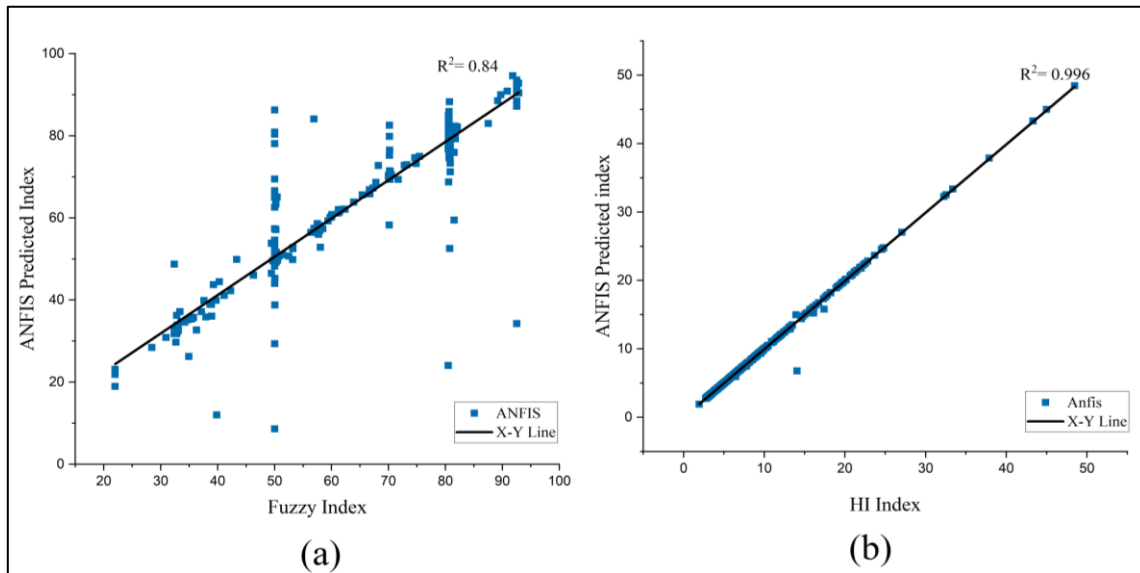 R²= 0.84
ANFIS Predicted Index
100
80
60
40
20
0
20 30 40 50 60 70 80 90 100
Fuzzy Index
ANFIS
X-Y Line
(a)
R²= 0.996
ANFIS Predicted index
50
40
30
20
10
0
0 10 20 30 40 50
HI Index
Anfis
X-Y Line
(b)